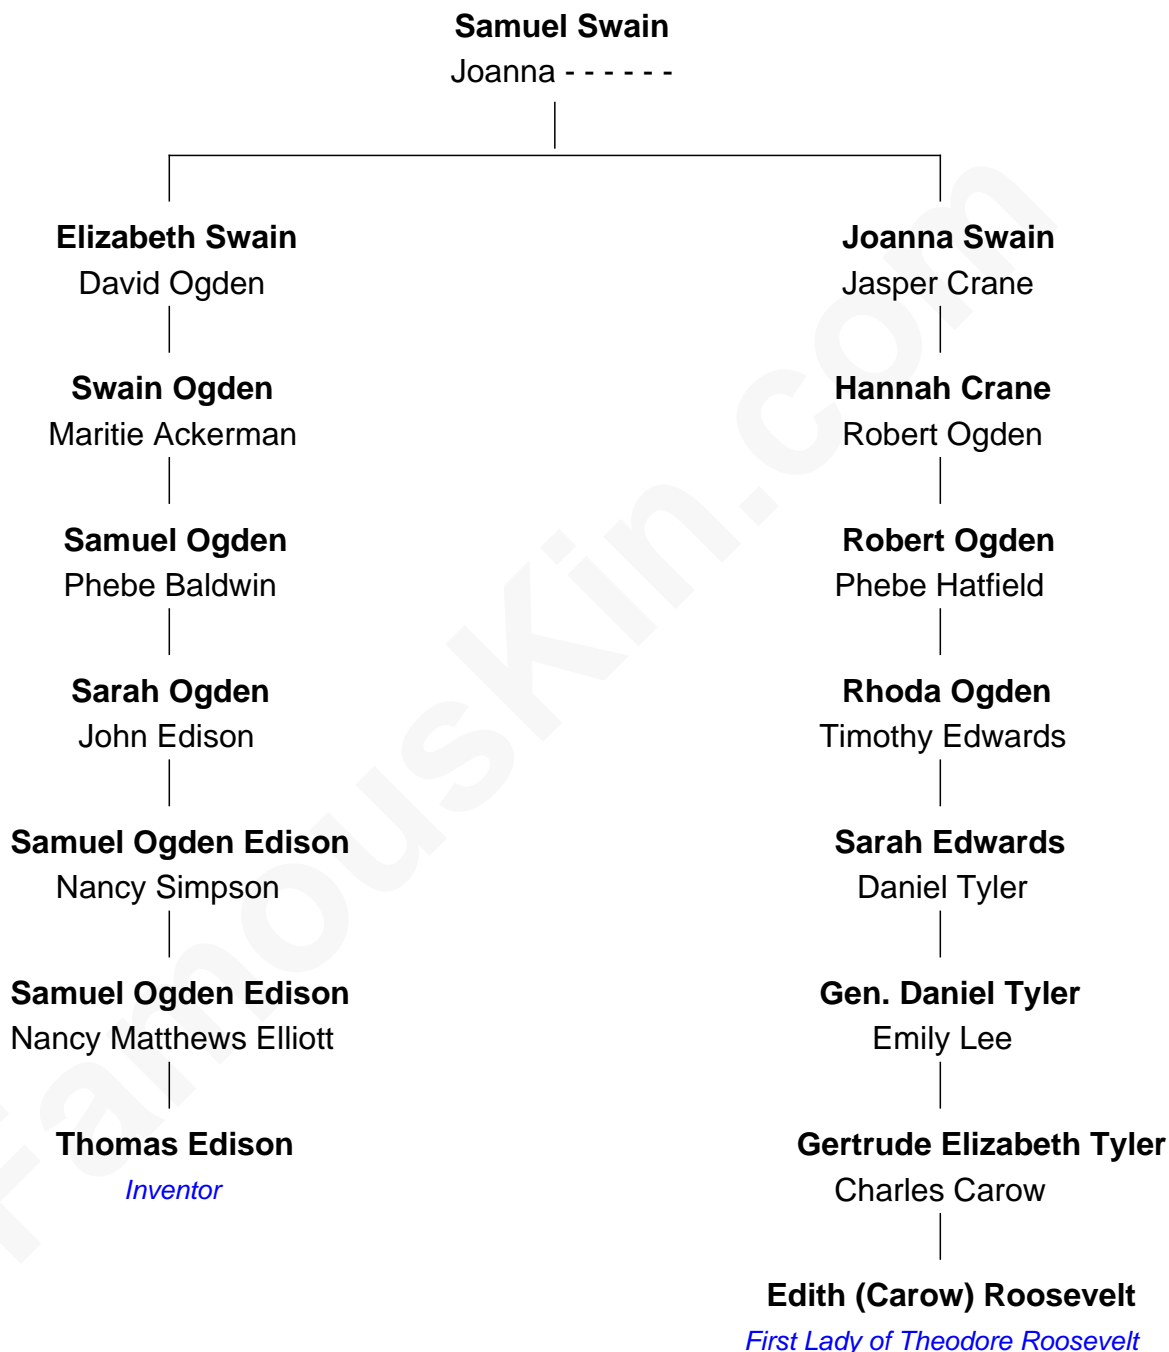 Samuel Swain
Joanna - - - - - -
Elizabeth Swain
David Ogden
Swain Ogden
Maritie Ackerman
Samuel Ogden
Phebe Baldwin
Sarah Ogden
John Edison
Samuel Ogden Edison
Nancy Simpson
Samuel Ogden Edison
Nancy Matthews Elliott
Thomas Edison
Inventor
Joanna Swain
Jasper Crane
Hannah Crane
Robert Ogden
Robert Ogden
Phebe Hatfield
Rhoda Ogden
Timothy Edwards
Sarah Edwards
Daniel Tyler
Gen. Daniel Tyler
Emily Lee
Gertrude Elizabeth Tyler
Charles Carow
Edith (Carow) Roosevelt
First Lady of Theodore Roosevelt
FamousKin.com